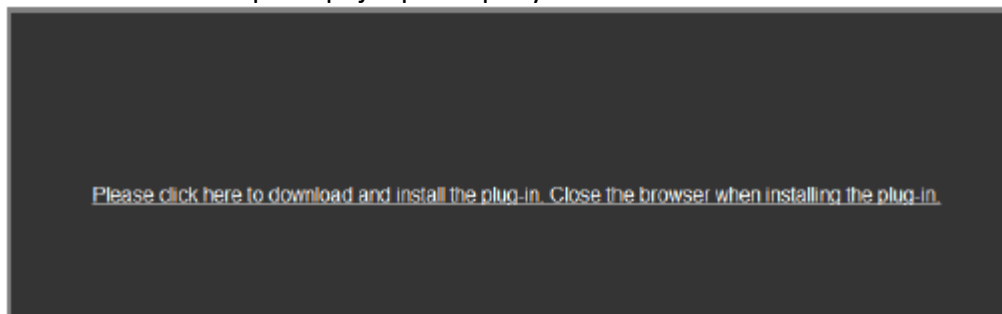 Please click here to download and install the plug-in. Close the browser when installing the plug-in.